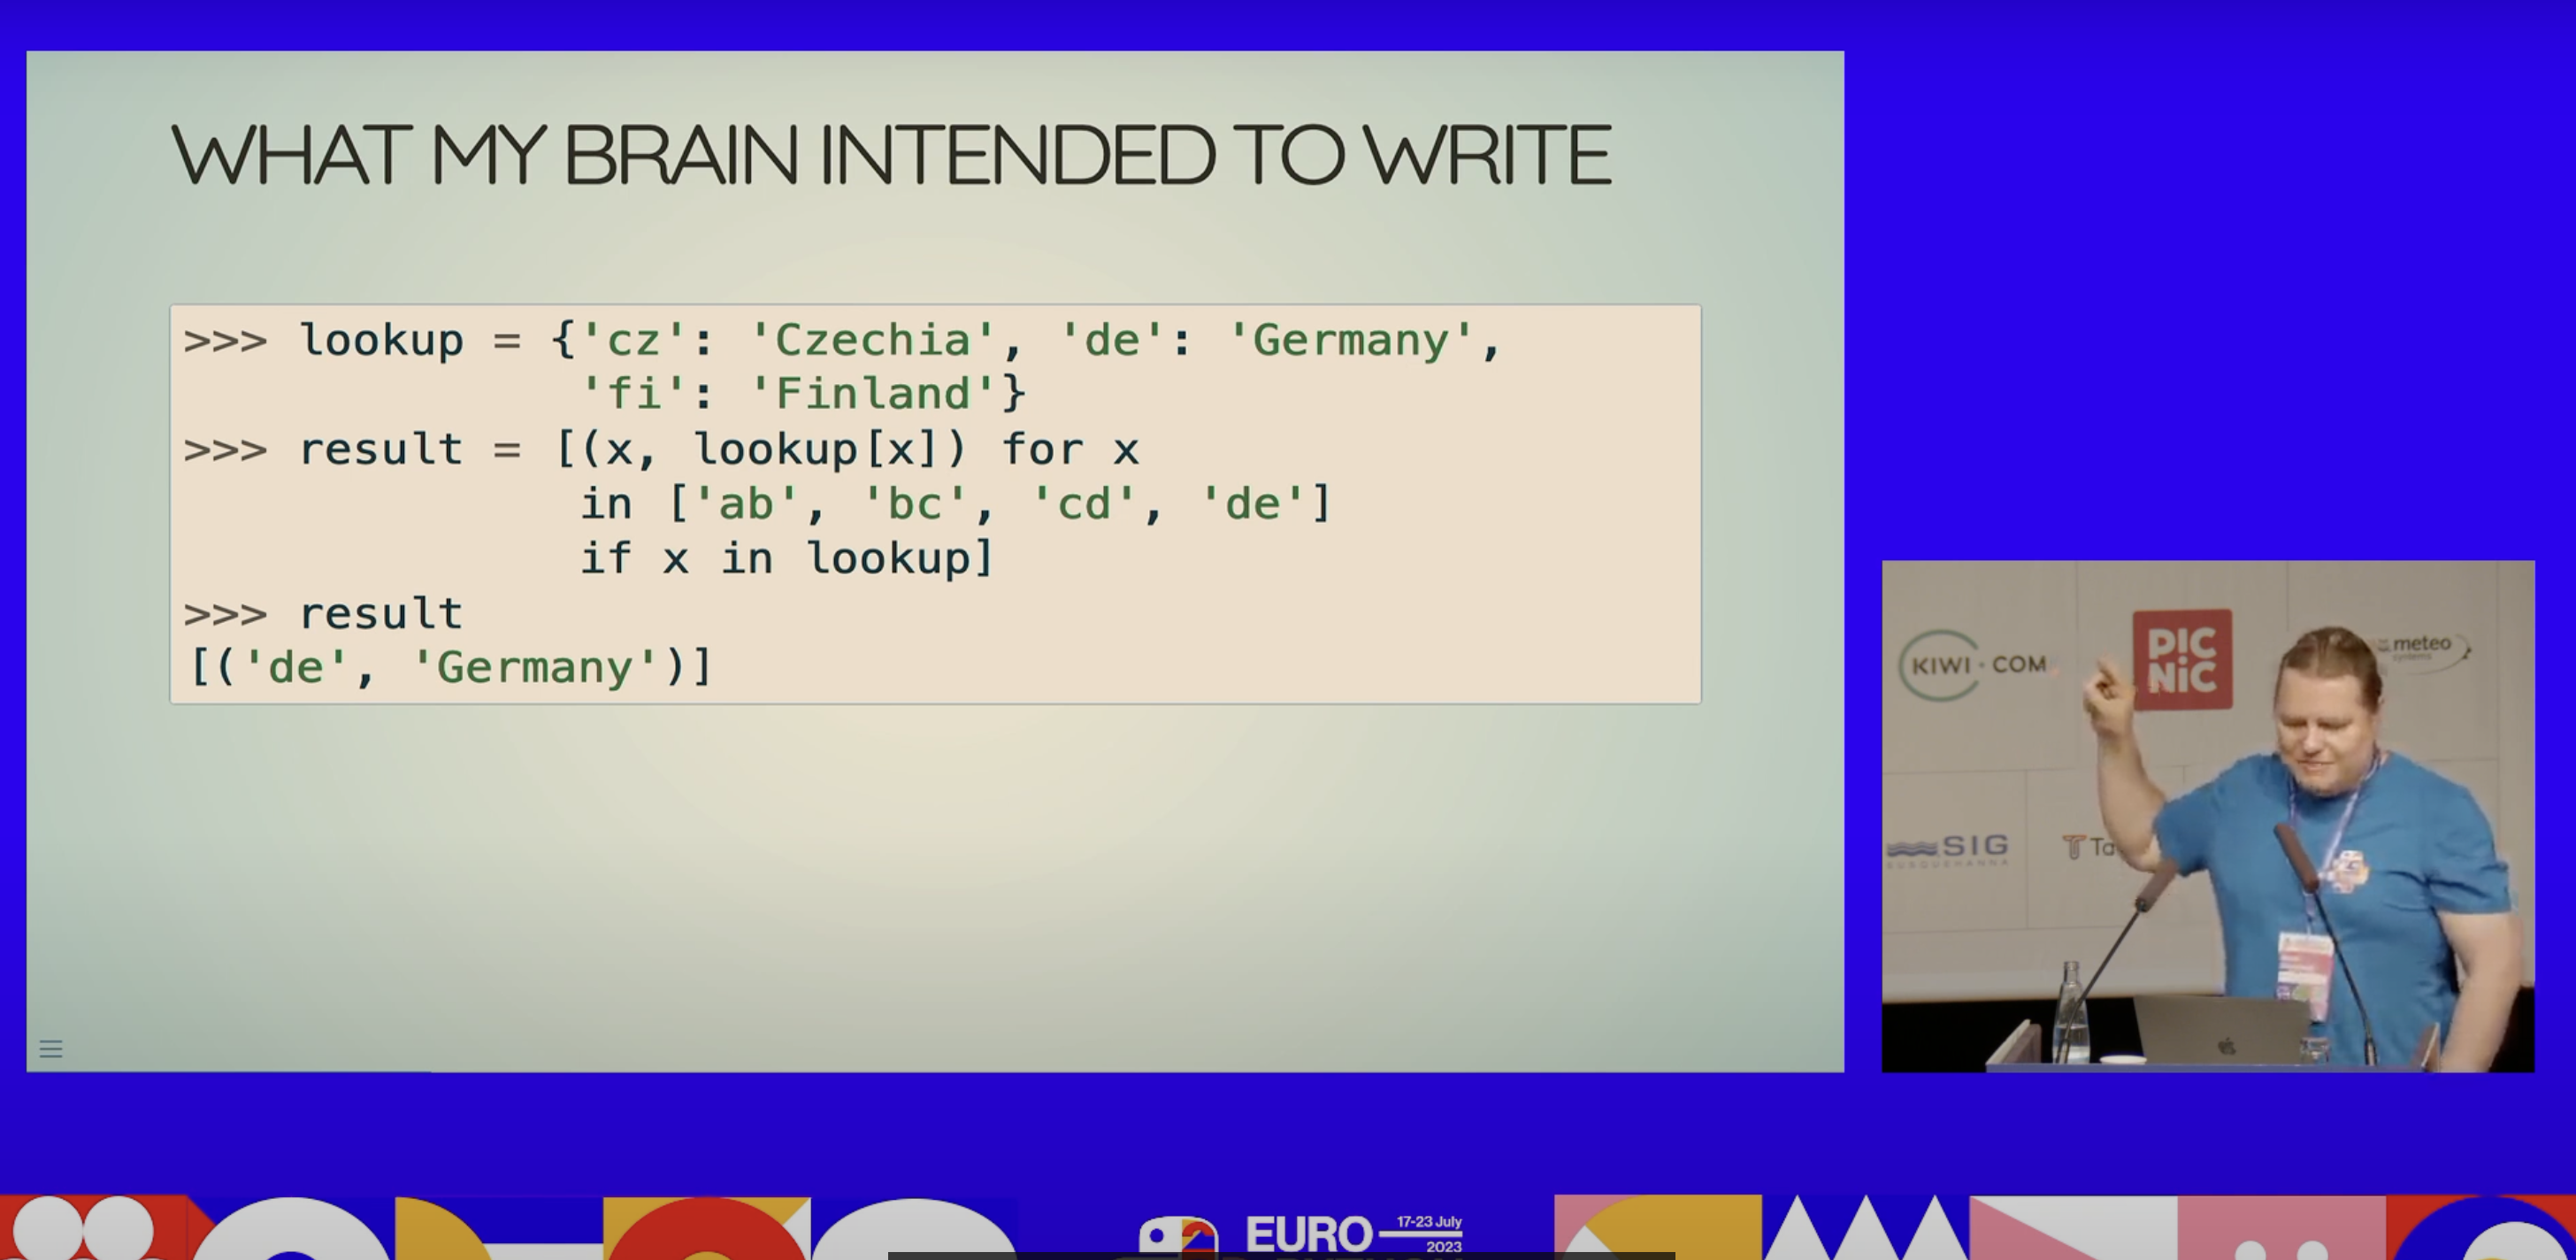 WHAT MY BRAIN INTENDED TO WRITE
>>> lookup = {'cz': 'Czechia', 'de': 'Germany',
              'fi': 'Finland'}
>>> result = [(x, lookup[x]) for x
              in ['ab', 'bc', 'cd', 'de']
              if x in lookup]
>>> result
[('de', 'Germany')]
KIWI.COM
PIC
NiC
meteo
systems
SIG
SUSQUEHANNA
EURO
17-23 July
2023